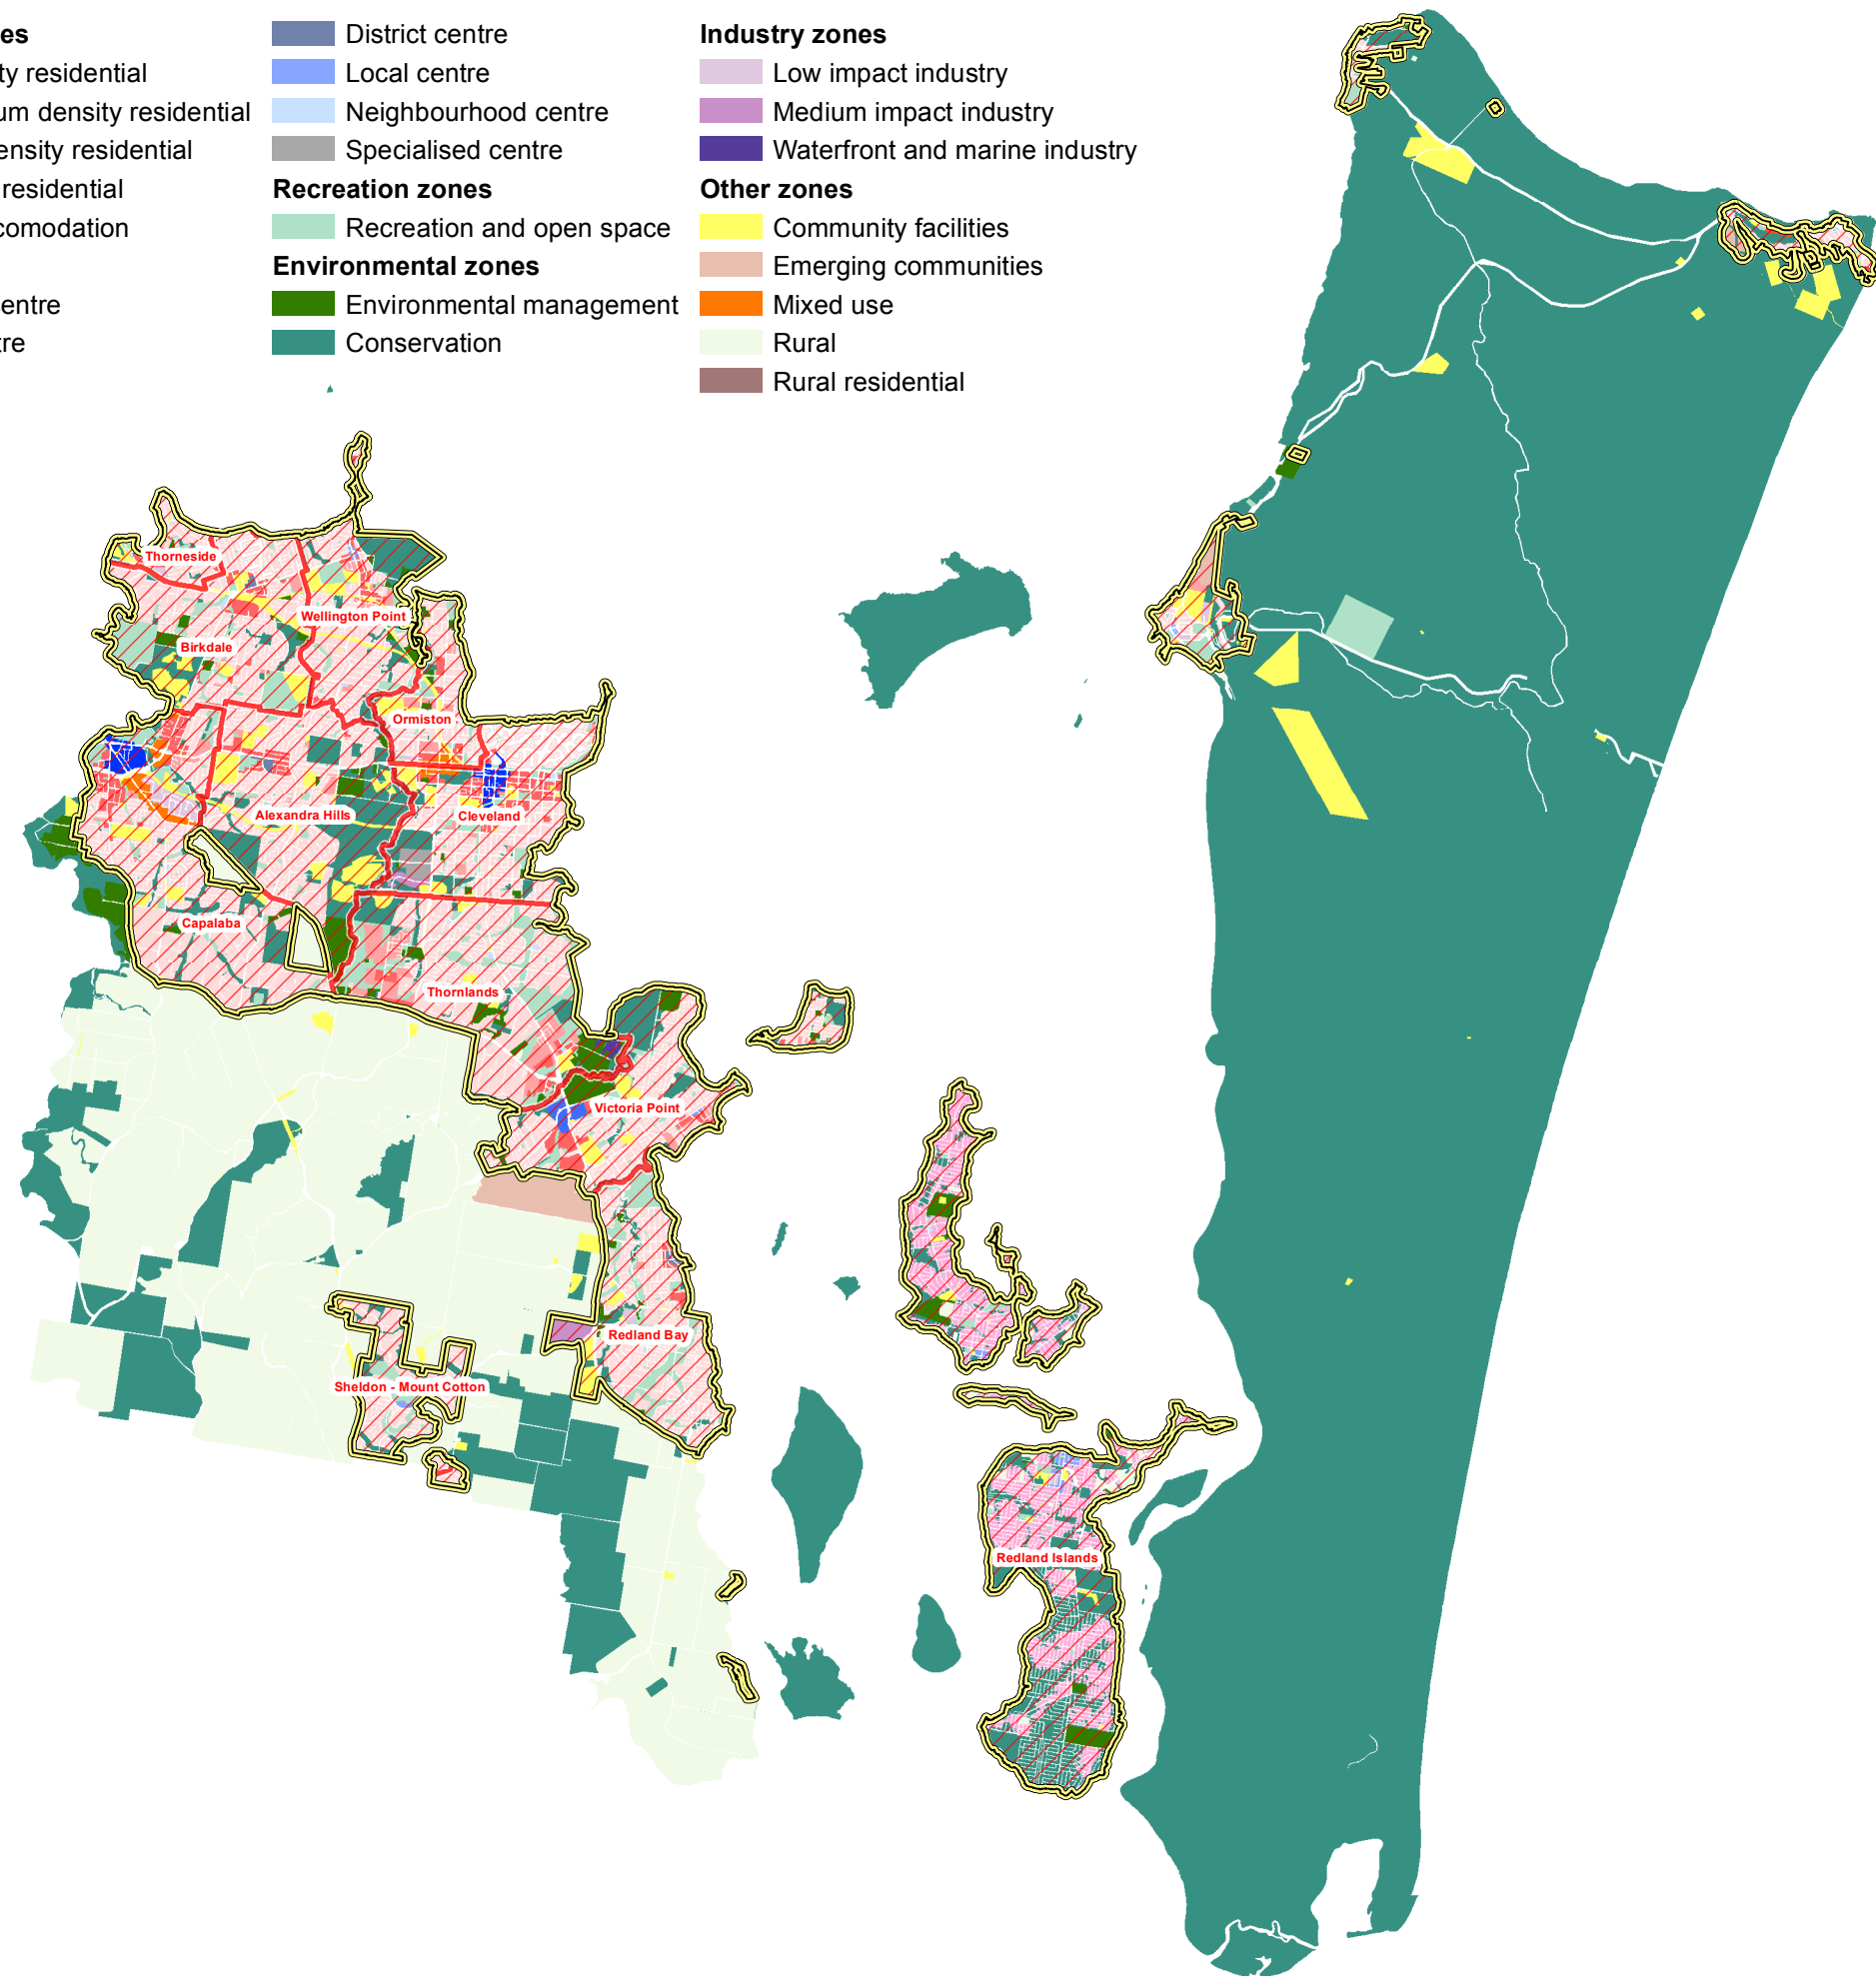 es
ty residential
um density residential
ensity residential
residential
comodation
entre
tre
District centre
Local centre
Neighbourhood centre
Specialised centre
Recreation zones
Recreation and open space
Environmental zones
Environmental management
Conservation
Industry zones
Low impact industry
Medium impact industry
Waterfront and marine industry
Other zones
Community facilities
Emerging communities
Mixed use
Rural
Rural residential
Thorneside
Wellington Point
Birkdale
Ormiston
Alexandra Hills
Cleveland
Capalaba
Thornlands
Victoria Point
Redland Bay
Sheldon - Mount Cotton
Redland Islands